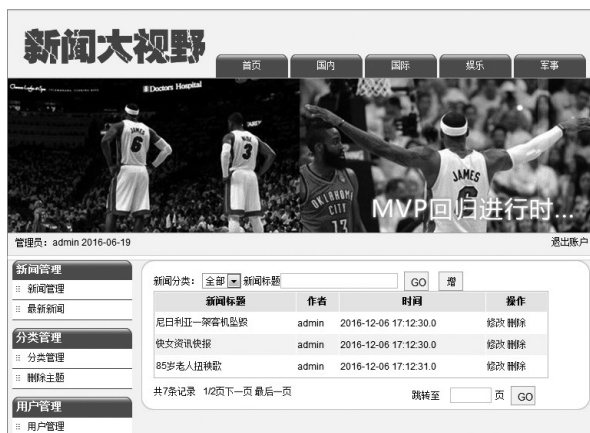 新闻大视野
首页 国内 国际 娱乐 军事
Doctors Hospital
JAMES
6
3
JAMES
6
OKLAHOMA
CITY
13
MVP回归进行时...
管理员：admin 2016-06-19 退出账户
新闻管理
新闻管理
最新新闻
分类管理
分类管理
删除主题
用户管理
用户管理
新闻分类： 全部 新闻标题 GO 增
新闻标题 作者 时间 操作
尼日利亚一架客机坠毁 admin 2016-12-06 17:12:30.0 修改 删除
快女资讯快报 admin 2016-12-06 17:12:30.0 修改 删除
85岁老人扭秧歌 admin 2016-12-06 17:12:31.0 修改 删除
共7条记录 1/2页下一页 最后一页 跳转至 页 GO